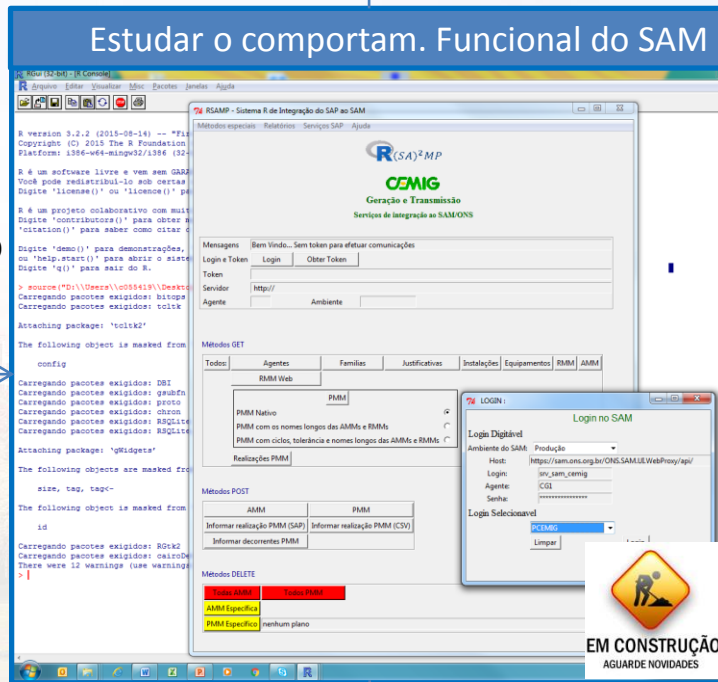 Estudar o comportam. Funcional do SAM
RGui (32-bit) - [R Console]
Arquivo Editar Visualizar Misc Pacotes Janelas Ajuda
R version 3.2.2 (2015-08-14) -- "Fir
Copyright (C) 2015 The R Foundation
Platform: i386-w64-mingw32/i386 (32-
R é um software livre e vem sem GARA
Você pode redistribuí-lo sob certas
Digite 'license()' ou 'licence()' pa
R é um projeto colaborativo com muit
Digite 'contributors()' para obter m
'citation()' para saber como citar o
Digite 'demo()' para demonstrações,
ou 'help.start()' para abrir o siste
Digite 'q()' para sair do R.
> source("D:\\Users\\c055419\\Deskto
Carregando pacotes exigidos: bitops
Carregando pacotes exigidos: tcltk
Attaching package: 'tcltk2'
The following object is masked from
config
Carregando pacotes exigidos: DBI
Carregando pacotes exigidos: gsubfn
Carregando pacotes exigidos: proto
Carregando pacotes exigidos: chron
Carregando pacotes exigidos: RSQLite
Carregando pacotes exigidos: RSQLite
Attaching package: 'gWidgets'
The following objects are masked fro
size, tag, tag<-
The following object is masked from
id
Carregando pacotes exigidos: RGtk2
Carregando pacotes exigidos: cairoDe
There were 12 warnings (use warnings
>
RSAMP - Sistema R de Integração do SAP ao SAM
Métodos especiais Relatórios Serviços SAP Ajuda
R(SA)²MP
CEMIG
Geração e Transmissão
Serviços de integração ao SAM/ONS
Mensagens Bem Vindo... Sem token para efetuar comunicações
Login e Token Login Obter Token
Token
Servidor http://
Agente Ambiente
Métodos GET
Todos: Agentes Famílias Justificativas Instalações Equipamentos RMM AMM
RMM Web
PMM
PMM Nativo
PMM com os nomes longos das AMMs e RMMs
PMM com ciclos, tolerância e nomes longos das AMMs e RMMs
Realizações PMM
Métodos POST
AMM PMM
Informar realização PMM (SAP) Informar realização PMM (CSV)
Informar decorrentes PMM
Métodos DELETE
Todas AMM Todos PMM
AMM Específica
PMM Específico nenhum plano
LOGIN :
Login no SAM
Login Digitável
Ambiente do SAM: Produção
Host: https://sam.ons.org.br/ONS.SAM.UI.WebProxy/api/
Login: srv_sam_cemig
Agente: CG1
Senha: ****************
Login Selecionavel
PCEMIG
Limpar Login
EM CONSTRUÇÃO
AGUARDE NOVIDADES